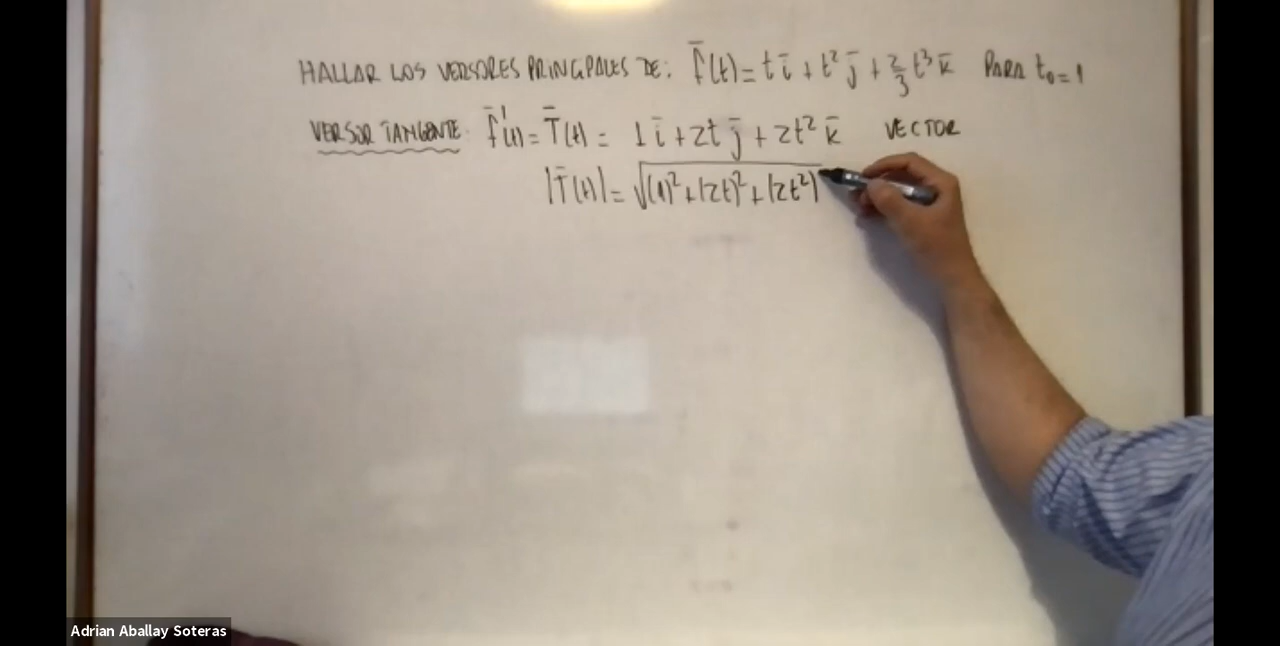 HALLAR LOS VERSORES PRINCIPALES DE: f̄(t) = t ī + t² j̄ + 2/3 t³ k̄ PARA t₀=1
VERSOR TANGENTE: f̄'(t) = T̄(t) = 1 ī + 2t j̄ + 2t² k̄ VECTOR
|T̄(t)| = √(1)² + (2t)² + (2t²)
Adrian Aballay Soteras